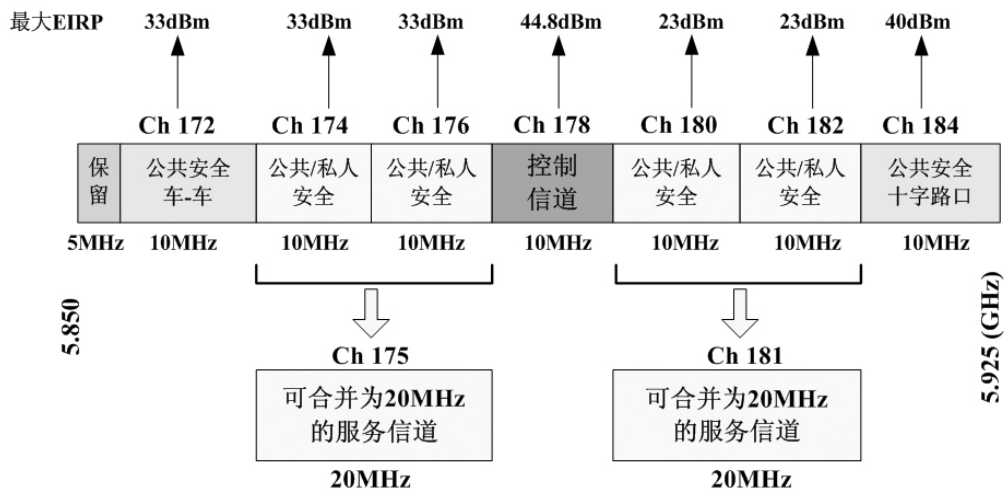 最大EIRP 33dBm 33dBm 33dBm 44.8dBm 23dBm 23dBm 40dBm
Ch 172 Ch 174 Ch 176 Ch 178 Ch 180 Ch 182 Ch 184
保留 公共安全 公共/私人 公共/私人 控制 公共/私人 公共/私人 公共安全
车-车 安全 安全 信道 安全 安全 十字路口
5MHz 10MHz 10MHz 10MHz 10MHz 10MHz 10MHz 10MHz
5.850 5.925 (GHz)
Ch 175 Ch 181
可合并为20MHz 可合并为20MHz
的服务信道 的服务信道
20MHz 20MHz